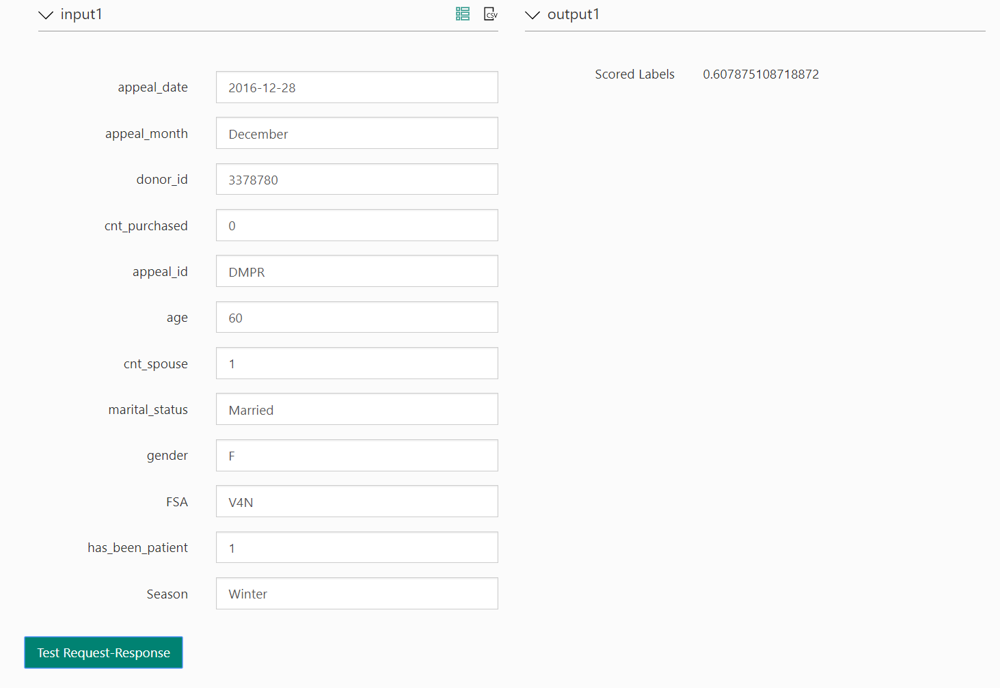 input1
CSV
output1
Scored Labels 0.607875108718872
appeal_date 2016-12-28
appeal_month December
donor_id 3378780
cnt_purchased 0
appeal_id DMPR
age 60
cnt_spouse 1
marital_status Married
gender F
FSA V4N
has_been_patient 1
Season Winter
Test Request-Response